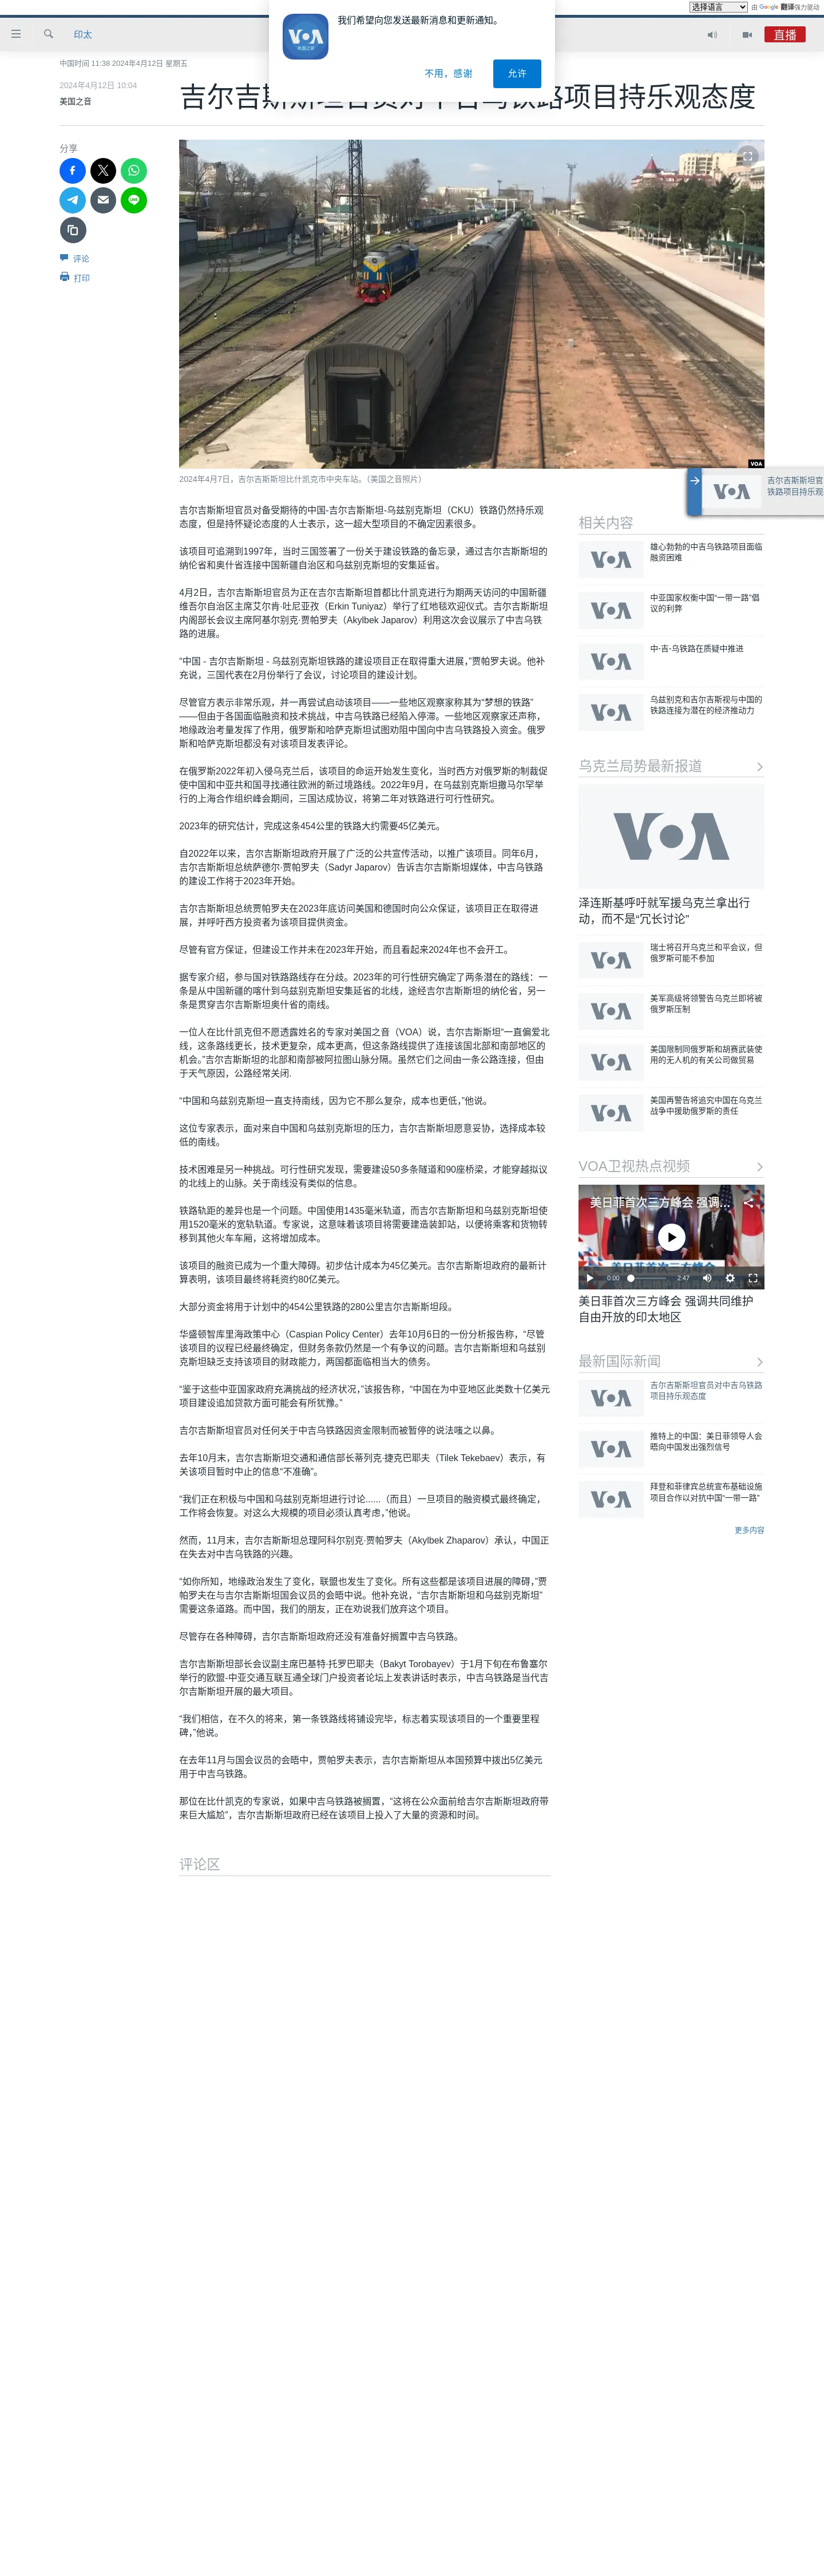 选择语言
由 Google 翻译强力驱动
我们希望向您发送最新消息和更新通知。
不用，感谢
允许
VOA
美国之音
印太
直播
中国时间 11:38 2024年4月12日 星期五
2024年4月12日 10:04
美国之音
吉尔吉斯斯坦官员对中吉乌铁路项目持乐观态度
分享
评论
打印
VOA
2024年4月7日，吉尔吉斯斯坦比什凯克市中央车站。（美国之音照片）
VOA
吉尔吉斯斯坦官
铁路项目持乐观
吉尔吉斯斯坦官员对备受期待的中国-吉尔吉斯斯坦-乌兹别克斯坦（CKU）铁路仍然持乐观
态度，但是持怀疑论态度的人士表示，这一超大型项目的不确定因素很多。
该项目可追溯到1997年，当时三国签署了一份关于建设铁路的备忘录，通过吉尔吉斯斯坦的
纳伦省和奥什省连接中国新疆自治区和乌兹别克斯坦的安集延省。
4月2日，吉尔吉斯斯坦官员为正在吉尔吉斯斯坦首都比什凯克进行为期两天访问的中国新疆
维吾尔自治区主席艾尔肯·吐尼亚孜（Erkin Tuniyaz）举行了红地毯欢迎仪式。吉尔吉斯斯坦
内阁部长会议主席阿基尔别克·贾帕罗夫（Akylbek Japarov）利用这次会议展示了中吉乌铁
路的进展。
“中国 - 吉尔吉斯斯坦 - 乌兹别克斯坦铁路的建设项目正在取得重大进展，”贾帕罗夫说。他补
充说，三国代表在2月份举行了会议，讨论项目的建设计划。
尽管官方表示非常乐观，并一再尝试启动该项目——一些地区观察家称其为“梦想的铁路”
——但由于各国面临融资和技术挑战，中吉乌铁路已经陷入停滞。一些地区观察家还声称，
地缘政治考量发挥了作用，俄罗斯和哈萨克斯坦试图劝阻中国向中吉乌铁路投入资金。俄罗
斯和哈萨克斯坦都没有对该项目发表评论。
在俄罗斯2022年初入侵乌克兰后，该项目的命运开始发生变化，当时西方对俄罗斯的制裁促
使中国和中亚共和国寻找通往欧洲的新过境路线。2022年9月，在乌兹别克斯坦撒马尔罕举
行的上海合作组织峰会期间，三国达成协议，将第二年对铁路进行可行性研究。
2023年的研究估计，完成这条454公里的铁路大约需要45亿美元。
自2022年以来，吉尔吉斯斯坦政府开展了广泛的公共宣传活动，以推广该项目。同年6月，
吉尔吉斯斯坦总统萨德尔·贾帕罗夫（Sadyr Japarov）告诉吉尔吉斯斯坦媒体，中吉乌铁路
的建设工作将于2023年开始。
吉尔吉斯斯坦总统贾帕罗夫在2023年底访问美国和德国时向公众保证，该项目正在取得进
展，并呼吁西方投资者为该项目提供资金。
尽管有官方保证，但建设工作并未在2023年开始，而且看起来2024年也不会开工。
据专家介绍，参与国对铁路路线存在分歧。2023年的可行性研究确定了两条潜在的路线：一
条是从中国新疆的喀什到乌兹别克斯坦安集延省的北线，途经吉尔吉斯斯坦的纳伦省，另一
条是贯穿吉尔吉斯斯坦奥什省的南线。
一位人在比什凯克但不愿透露姓名的专家对美国之音（VOA）说，吉尔吉斯斯坦“一直偏爱北
线，这条路线更长，技术更复杂，成本更高，但这条路线提供了连接该国北部和南部地区的
机会。”吉尔吉斯斯坦的北部和南部被阿拉图山脉分隔。虽然它们之间由一条公路连接，但由
于天气原因，公路经常关闭.
“中国和乌兹别克斯坦一直支持南线，因为它不那么复杂，成本也更低，”他说。
这位专家表示，面对来自中国和乌兹别克斯坦的压力，吉尔吉斯斯坦愿意妥协，选择成本较
低的南线。
技术困难是另一种挑战。可行性研究发现，需要建设50多条隧道和90座桥梁，才能穿越拟议
的北线上的山脉。关于南线没有类似的信息。
铁路轨距的差异也是一个问题。中国使用1435毫米轨道，而吉尔吉斯斯坦和乌兹别克斯坦使
用1520毫米的宽轨轨道。专家说，这意味着该项目将需要建造装卸站，以便将乘客和货物转
移到其他火车车厢，这将增加成本。
该项目的融资已成为一个重大障碍。初步估计成本为45亿美元。吉尔吉斯斯坦政府的最新计
算表明，该项目最终将耗资约80亿美元。
大部分资金将用于计划中的454公里铁路的280公里吉尔吉斯斯坦段。
华盛顿智库里海政策中心（Caspian Policy Center）去年10月6日的一份分析报告称，“尽管
该项目的议程已经最终确定，但财务条款仍然是一个有争议的问题。吉尔吉斯斯坦和乌兹别
克斯坦缺乏支持该项目的财政能力，两国都面临相当大的债务。
“鉴于这些中亚国家政府充满挑战的经济状况，”该报告称，“中国在为中亚地区此类数十亿美元
项目建设追加贷款方面可能会有所犹豫。”
吉尔吉斯斯坦官员对任何关于中吉乌铁路因资金限制而被暂停的说法嗤之以鼻。
去年10月末，吉尔吉斯斯坦交通和通信部长蒂列克·捷克巴耶夫（Tilek Tekebaev）表示，有
关该项目暂时中止的信息“不准确”。
“我们正在积极与中国和乌兹别克斯坦进行讨论......（而且）一旦项目的融资模式最终确定，
工作将会恢复。对这么大规模的项目必须认真考虑，”他说。
然而，11月末，吉尔吉斯斯坦总理阿科尔别克·贾帕罗夫（Akylbek Zhaparov）承认，中国正
在失去对中吉乌铁路的兴趣。
“如你所知，地缘政治发生了变化，联盟也发生了变化。所有这些都是该项目进展的障碍，”贾
帕罗夫在与吉尔吉斯斯坦国会议员的会晤中说。他补充说，“吉尔吉斯斯坦和乌兹别克斯坦”
需要这条道路。而中国，我们的朋友，正在劝说我们放弃这个项目。
尽管存在各种障碍，吉尔吉斯斯坦政府还没有准备好搁置中吉乌铁路。
吉尔吉斯斯坦部长会议副主席巴基特·托罗巴耶夫（Bakyt Torobayev）于1月下旬在布鲁塞尔
举行的欧盟-中亚交通互联互通全球门户投资者论坛上发表讲话时表示，中吉乌铁路是当代吉
尔吉斯斯坦开展的最大项目。
“我们相信，在不久的将来，第一条铁路线将铺设完毕，标志着实现该项目的一个重要里程
碑，”他说。
在去年11月与国会议员的会晤中，贾帕罗夫表示，吉尔吉斯斯坦从本国预算中拨出5亿美元
用于中吉乌铁路。
那位在比什凯克的专家说，如果中吉乌铁路被搁置，“这将在公众面前给吉尔吉斯斯坦政府带
来巨大尴尬”，吉尔吉斯斯坦政府已经在该项目上投入了大量的资源和时间。
评论区
相关内容
VOA
雄心勃勃的中吉乌铁路项目面临
融资困难
VOA
中亚国家权衡中国“一带一路”倡
议的利弊
VOA
中-吉-乌铁路在质疑中推进
VOA
乌兹别克和吉尔吉斯视与中国的
铁路连接为潜在的经济推动力
乌克兰局势最新报道
VOA
泽连斯基呼吁就军援乌克兰拿出行
动，而不是“冗长讨论”
VOA
瑞士将召开乌克兰和平会议，但
俄罗斯可能不参加
VOA
美军高级将领警告乌克兰即将被
俄罗斯压制
VOA
美国限制同俄罗斯和胡赛武装使
用的无人机的有关公司做贸易
VOA
美国再警告将追究中国在乌克兰
战争中援助俄罗斯的责任
VOA卫视热点视频
美日菲首次三方峰会 强调...
美日菲首次三方峰会
0:00
2:47
美日菲首次三方峰会 强调共同维护
自由开放的印太地区
最新国际新闻
VOA
吉尔吉斯斯坦官员对中吉乌铁路
项目持乐观态度
VOA
推特上的中国：美日菲领导人会
晤向中国发出强烈信号
VOA
拜登和菲律宾总统宣布基础设施
项目合作以对抗中国“一带一路”
更多内容